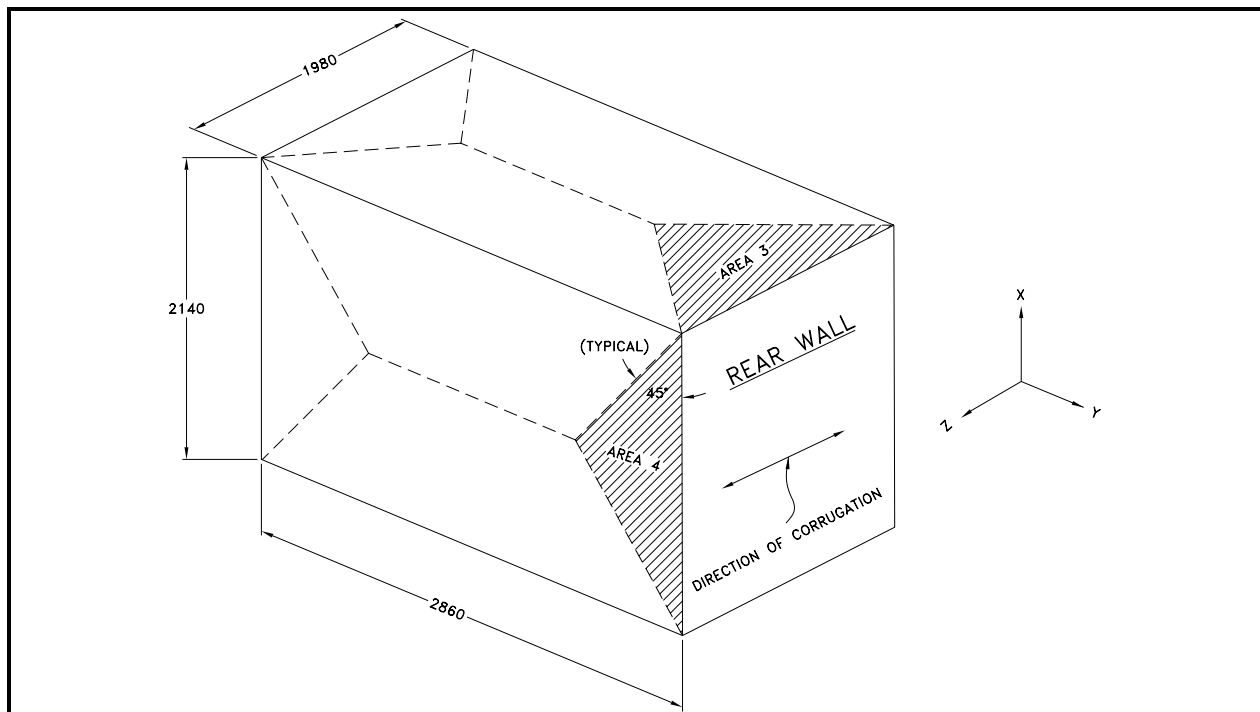 1980
2140
AREA 3
(TYPICAL)
45°
REAR WALL
X
Z
Y
AREA 4
DIRECTION OF CORRUGATION
2860